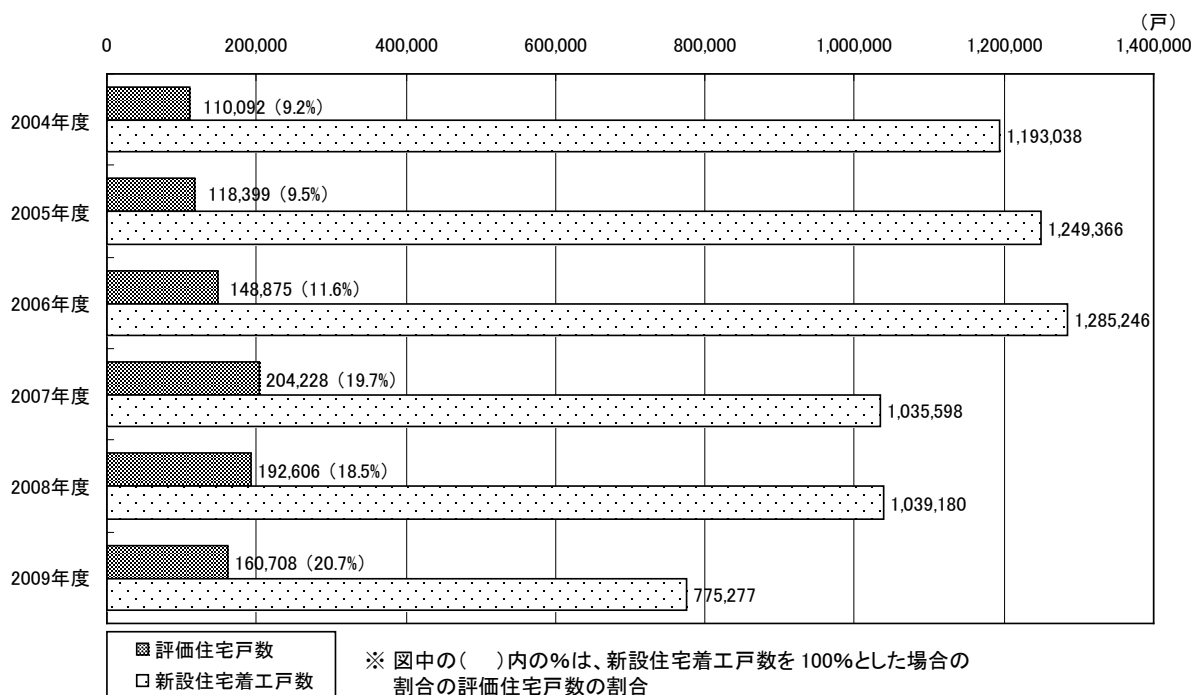 （戸）
0 200,000 400,000 600,000 800,000 1,000,000 1,200,000 1,400,000
2004年度 110,092（9.2%）
1,193,038
2005年度 118,399（9.5%）
1,249,366
2006年度 148,875（11.6%）
1,285,246
2007年度 204,228（19.7%）
1,035,598
2008年度 192,606（18.5%）
1,039,180
2009年度 160,708（20.7%）
775,277
評価住宅戸数
新設住宅着工戸数
※ 図中の(　)内の%は、新設住宅着工戸数を 100%とした場合の
割合の評価住宅戸数の割合